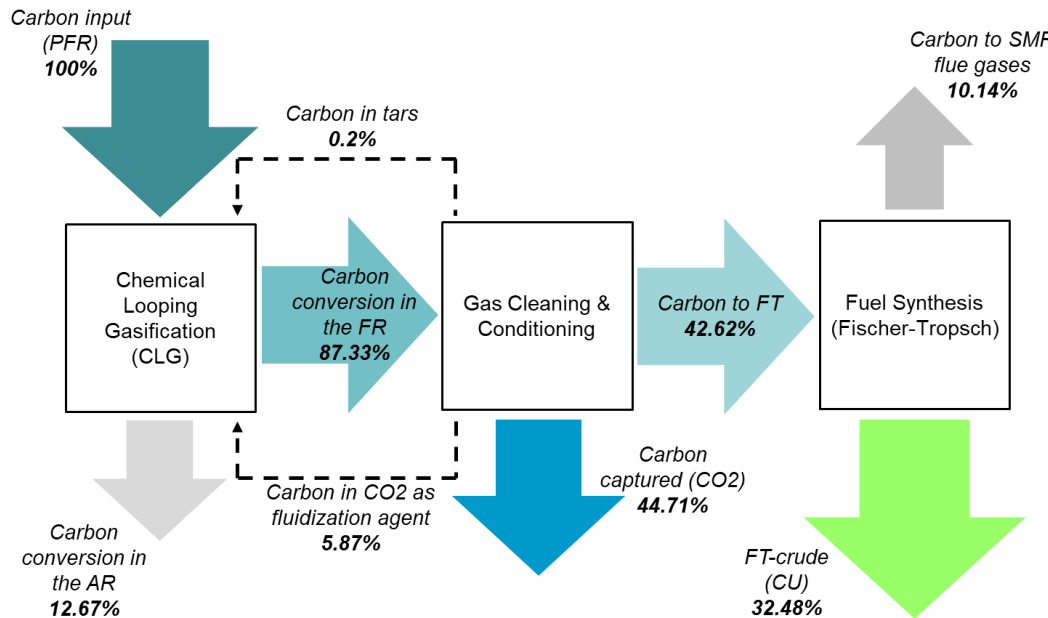 Carbon input
(PFR)
100%
Carbon to SMR
flue gases
10.14%
Carbon in tars
0.2%
Chemical
Looping
Gasification
(CLG)
Carbon
conversion in
the FR
87.33%
Gas Cleaning &
Conditioning
Carbon to FT
42.62%
Fuel Synthesis
(Fischer-Tropsch)
Carbon in CO2 as
fluidization agent
5.87%
Carbon
captured (CO2)
44.71%
Carbon
conversion in
the AR
12.67%
FT-crude
(CU)
32.48%